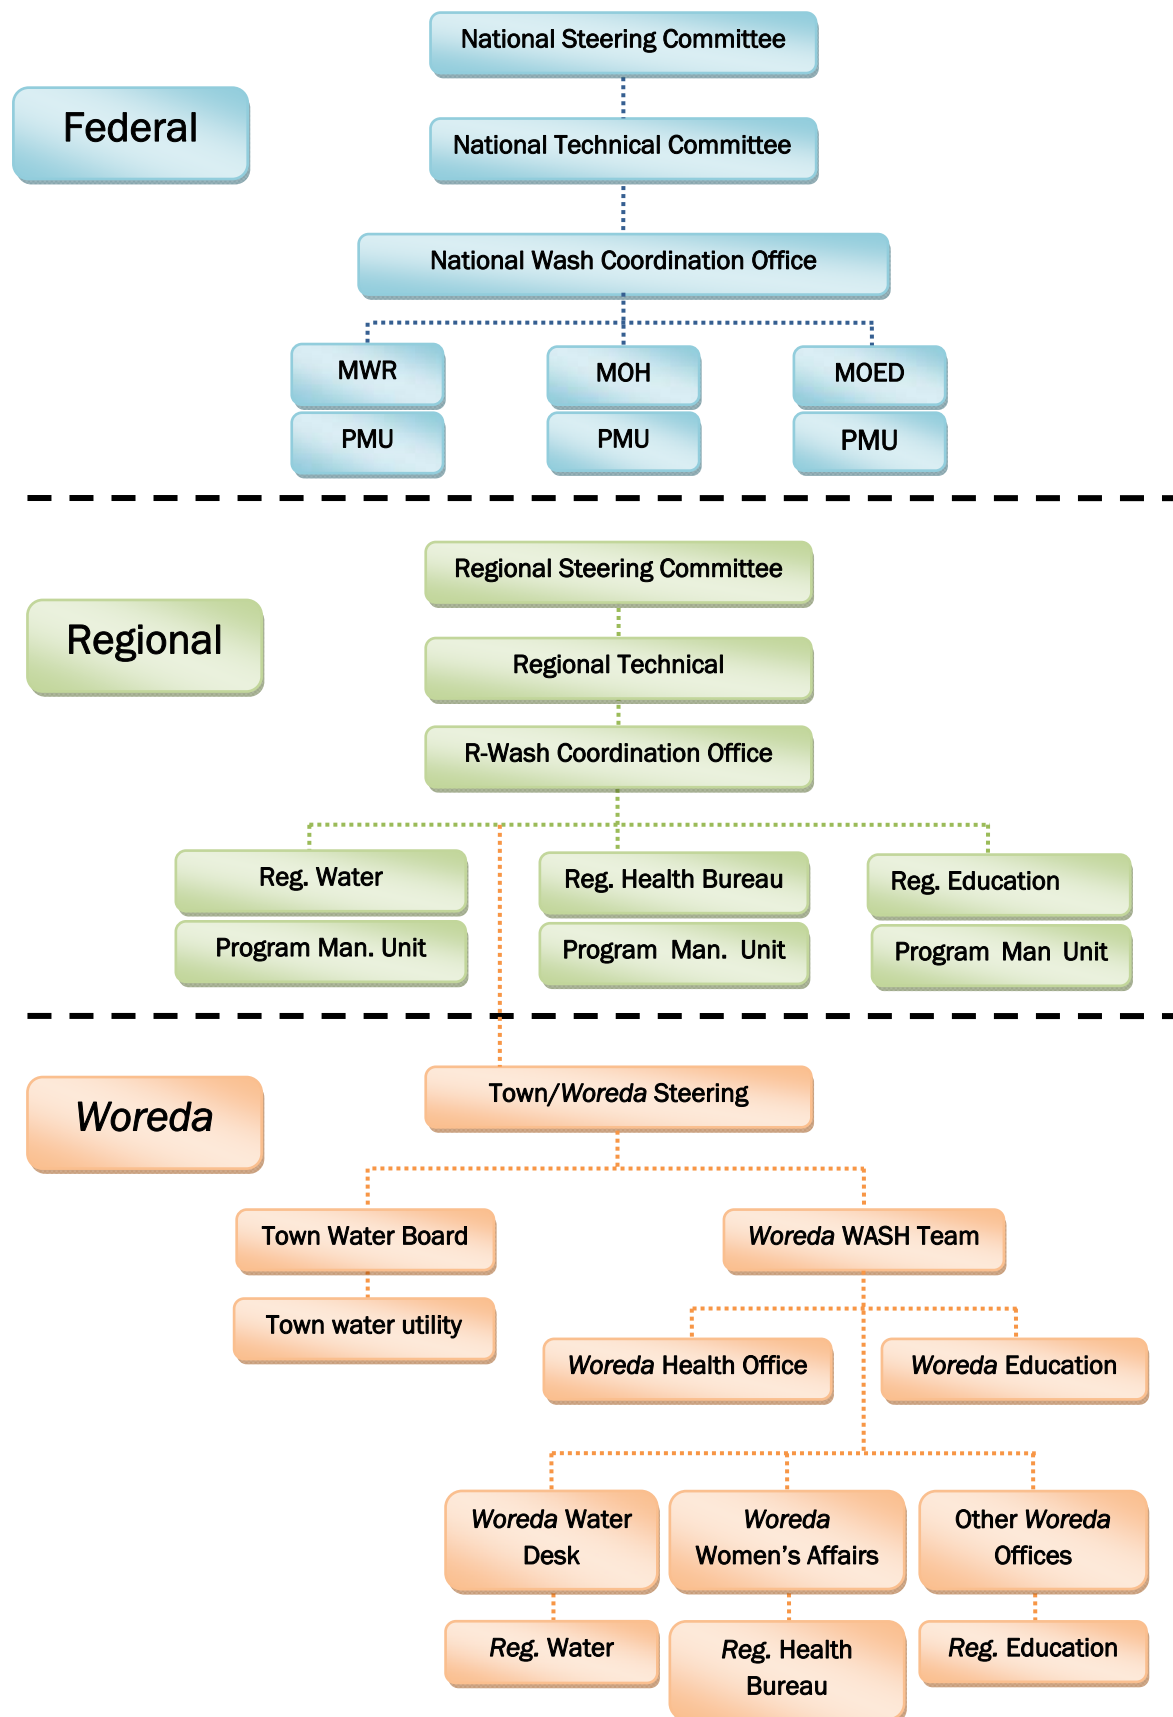 National Steering Committee
Federal
National Technical Committee
National Wash Coordination Office
MWR
MOH
MOED
PMU
PMU
PMU
Regional Steering Committee
Regional
Regional Technical
R-Wash Coordination Office
Reg. Water
Reg. Health Bureau
Reg. Education
Program Man. Unit
Program Man. Unit
Program Man Unit
Woreda
Town/Woreda Steering
Town Water Board
Woreda WASH Team
Town water utility
Woreda Health Office
Woreda Education
Woreda Water
Desk
Woreda
Women's Affairs
Other Woreda
Offices
Reg. Water
Reg. Health
Bureau
Reg. Education